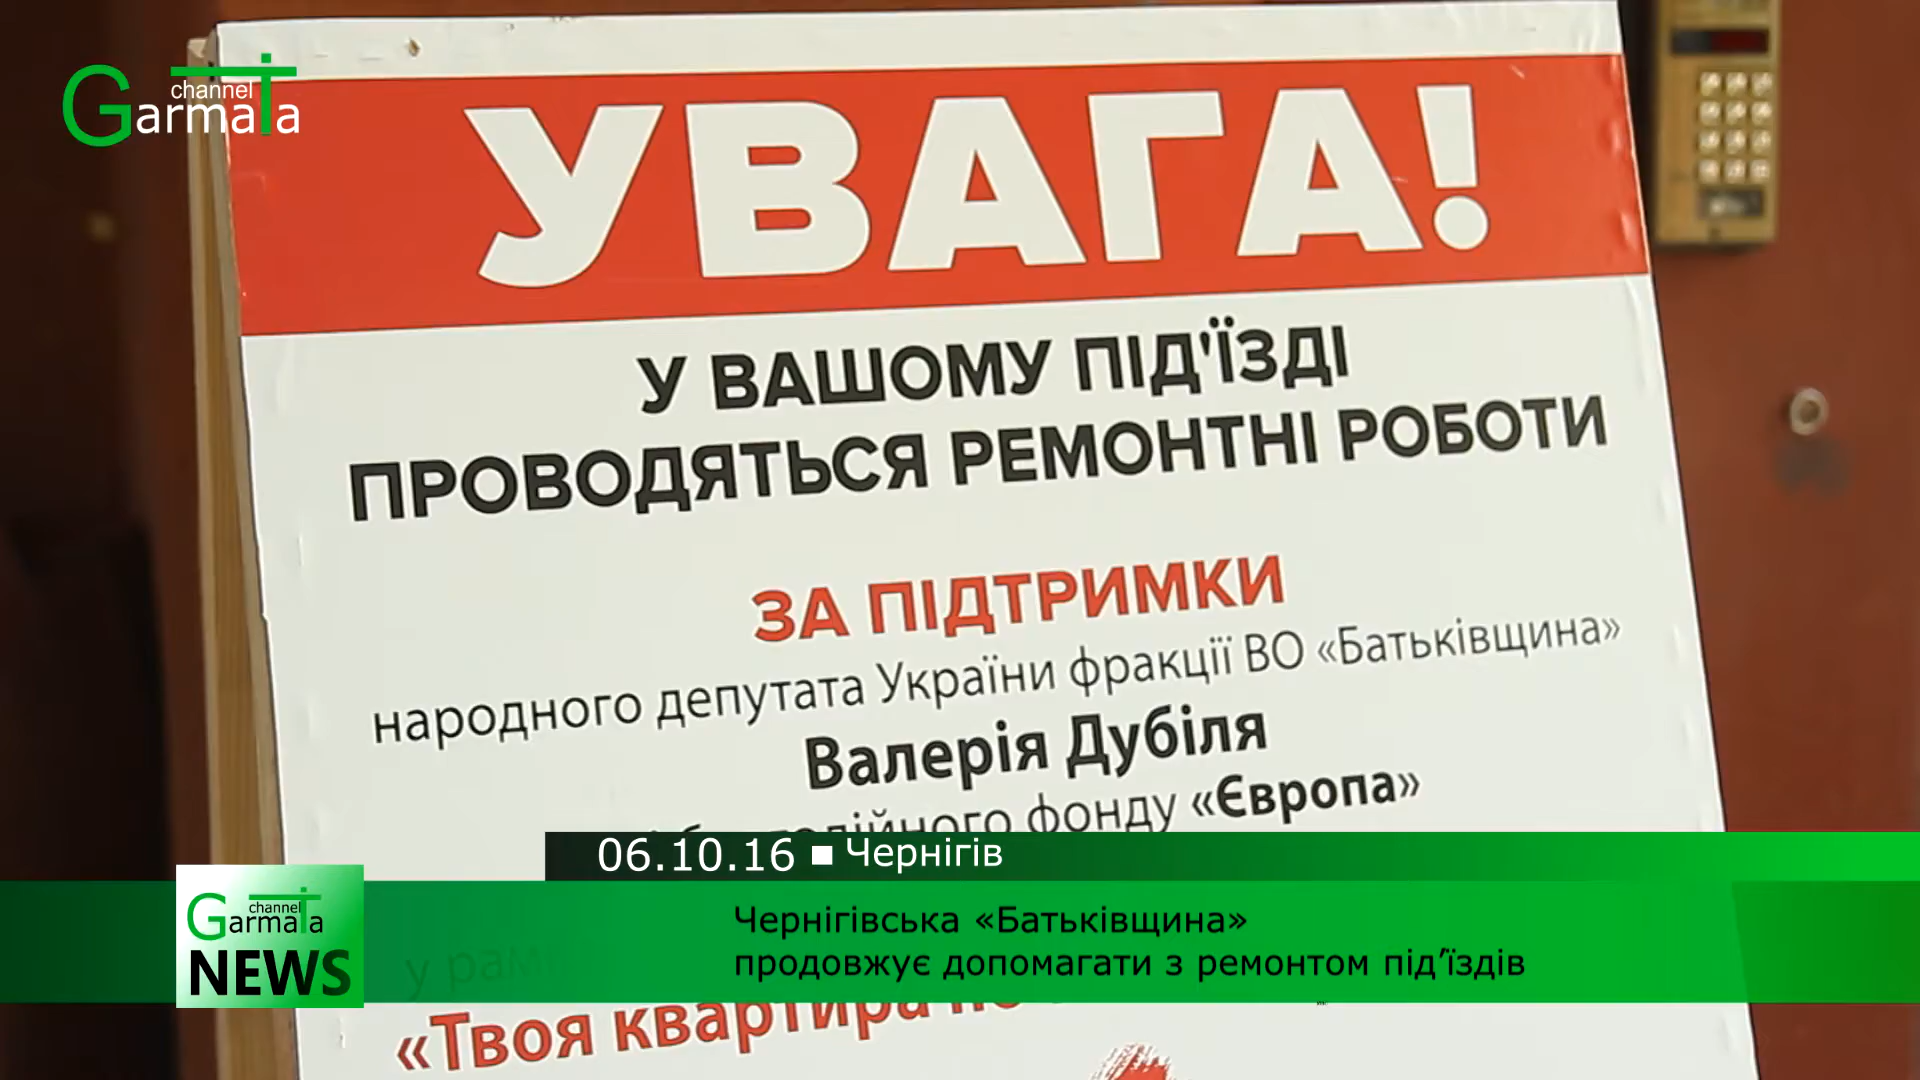 channel
GarmaTa
УВАГА!
У ВАШОМУ ПІД'ЇЗДІ
ПРОВОДЯТЬСЯ РЕМОНТНІ РОБОТИ
ЗА ПІДТРИМКИ
народного депутата України фракції ВО «Батьківщина»
Валерія Дубіля
фонду «Європа»
06.10.16 ■ Чернігів
channel
GarmaTa
NEWS
Чернігівська «Батьківщина»
продовжує допомагати з ремонтом під’їздів
у
«Твоя квартира